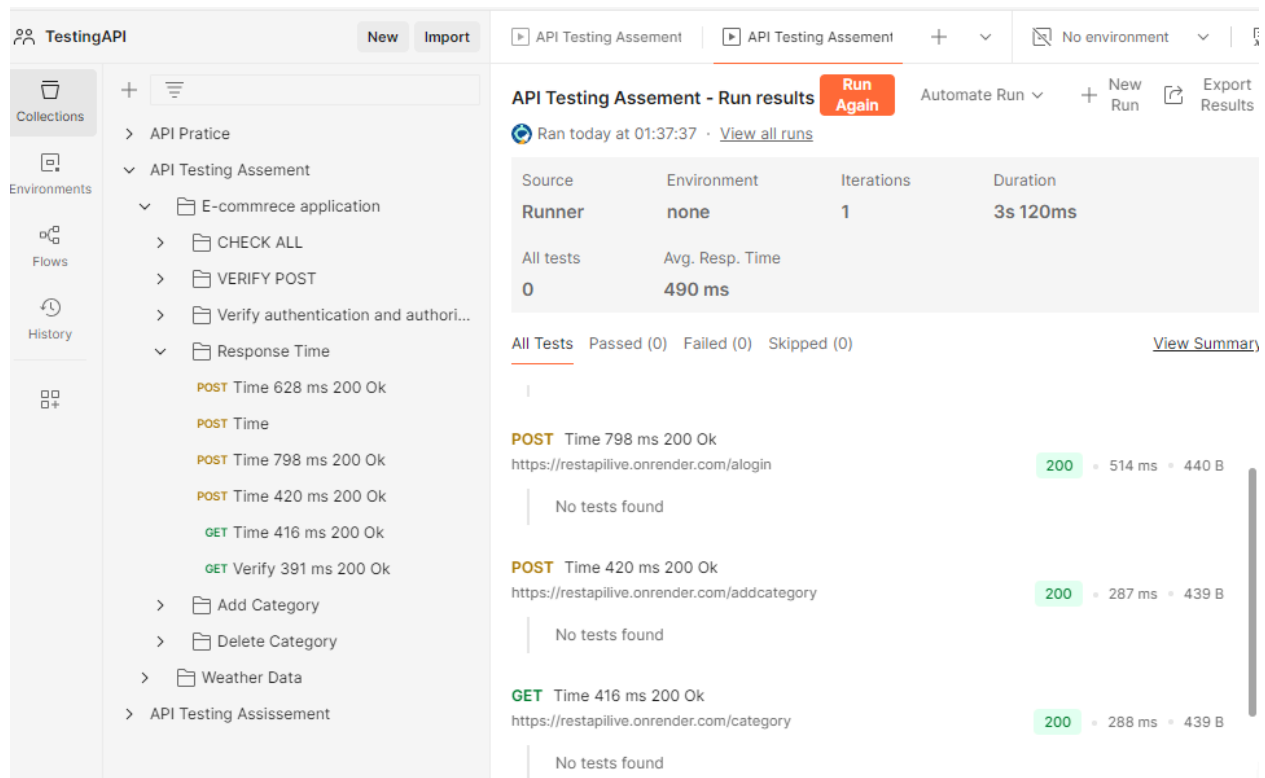 TestingAPI
New
Import
API Testing Assement
API Testing Assement
No environment
Collections
Environments
Flows
History
API Pratice
API Testing Assement
E-commrece application
CHECK ALL
VERIFY POST
Verify authentication and authori...
Response Time
POST Time 628 ms 200 Ok
POST Time
POST Time 798 ms 200 Ok
POST Time 420 ms 200 Ok
GET Time 416 ms 200 Ok
GET Verify 391 ms 200 Ok
Add Category
Delete Category
Weather Data
API Testing Assissement
API Testing Assement - Run results
Run Again
Automate Run
New Run
Export Results
Ran today at 01:37:37 · View all runs
Source Environment Iterations Duration
Runner none 1 3s 120ms
All tests Avg. Resp. Time
0 490 ms
All Tests Passed (0) Failed (0) Skipped (0) View Summary
POST Time 798 ms 200 Ok
https://restapilive.onrender.com/alogin 200 514 ms 440 B
No tests found
POST Time 420 ms 200 Ok
https://restapilive.onrender.com/addcategory 200 287 ms 439 B
No tests found
GET Time 416 ms 200 Ok
https://restapilive.onrender.com/category 200 288 ms 439 B
No tests found